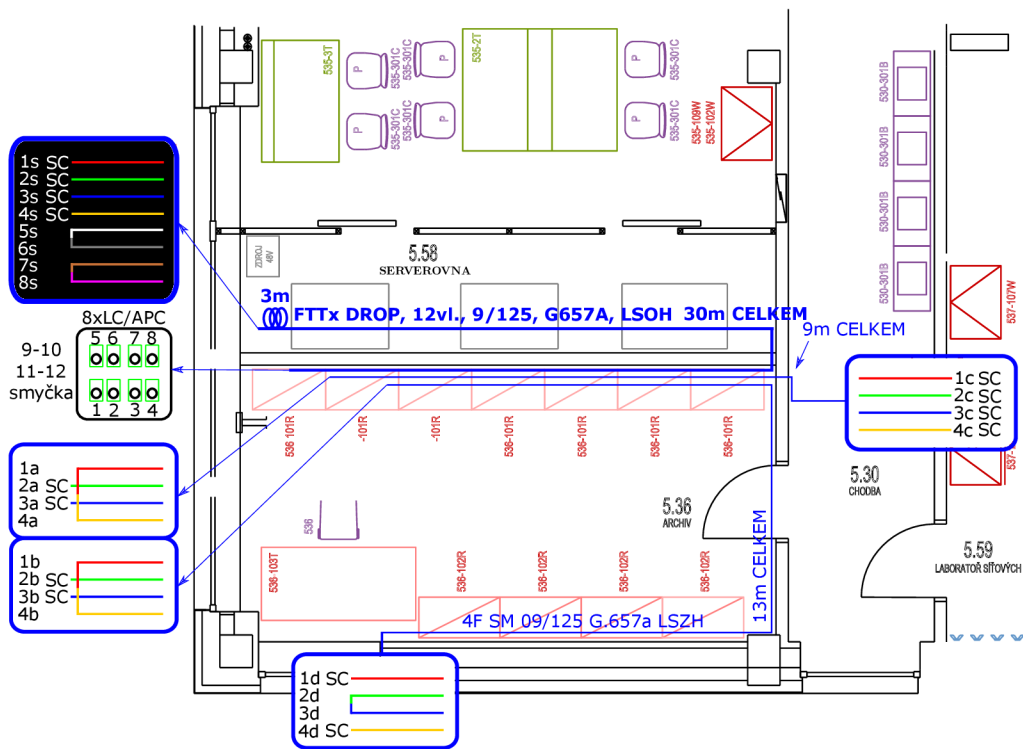 535-3T
535-301C
535-301C
535-301C
535-301C
535-2T
535-301C
535-301C
P
P
P
P
P
P
535-109W
535-102W
530-301B
530-301B
530-301B
530-301B
537-107W
1s SC
2s SC
3s SC
4s SC
5s
6s
7s
8s
ZDROJ
48V
5.58
SERVEROVNA
3m
FTTx DROP, 12vl., 9/125, G657A, LSOH 30m CELKEM
9m CELKEM
8xLC/APC
5 6 7 8
9-10
11-12
smyčka
1 2 3 4
1c SC
2c SC
3c SC
4c SC
537-1
536 101R
-101R
-101R
536-101R
536-101R
536-101R
536-101R
1a
2a SC
3a SC
4a
5.30
CHODBA
5.36
ARCHIV
536
1b
2b SC
3b SC
4b
536 103T
536-102R
536-102R
536-102R
536-102R
13m CELKEM
5.59
LABORATOŘ SÍŤOVÝCH
4F SM 09/125 G.657a LSZH
1d SC
2d
3d
4d SC